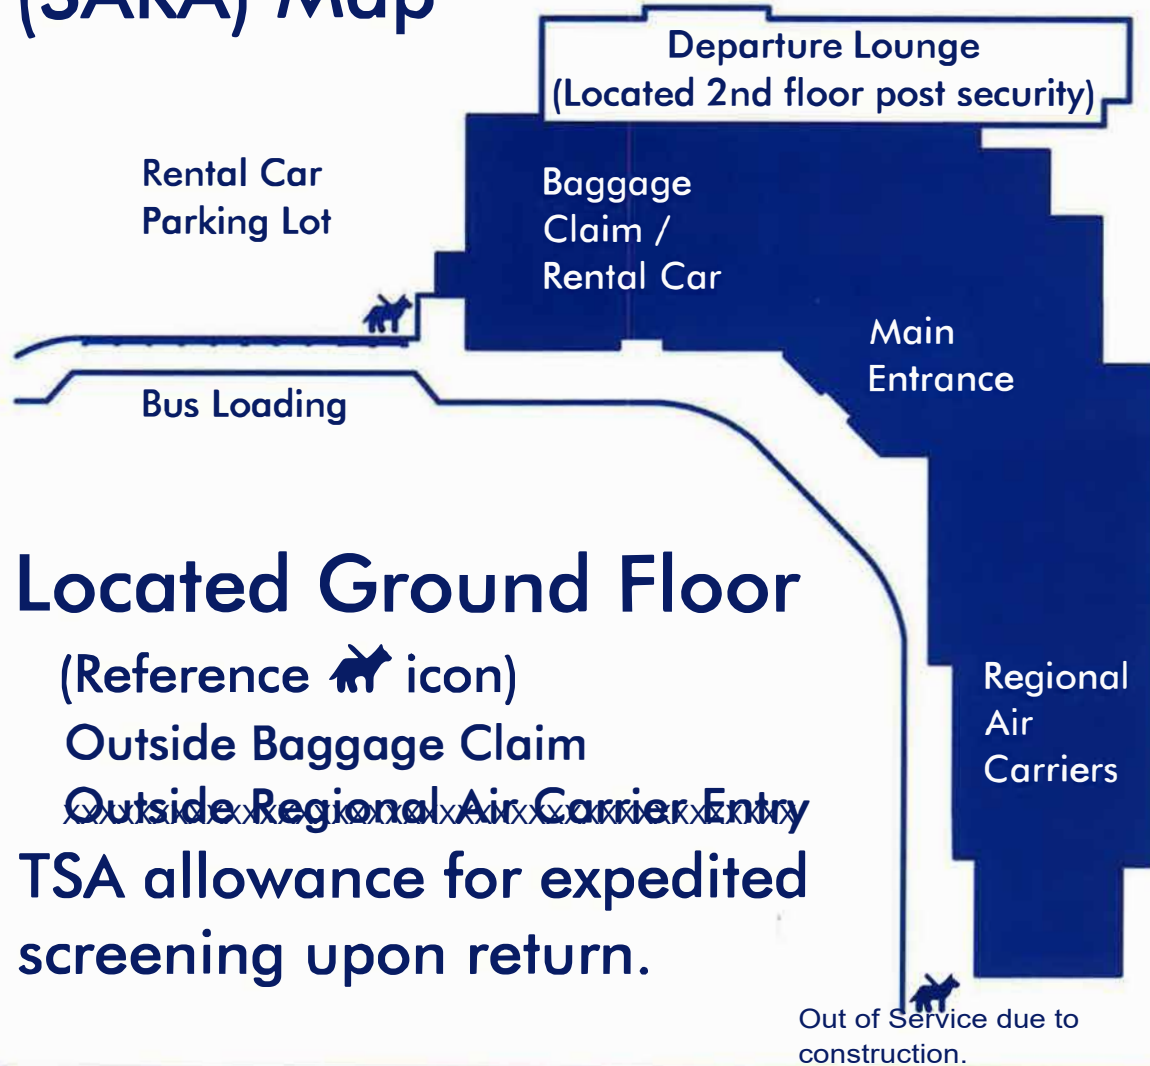 (SARA) Map
Departure Lounge
(Located 2nd floor post security)
Rental Car
Parking Lot
Baggage
Claim /
Rental Car
Main
Entrance
Bus Loading
Located Ground Floor
(Reference icon)
Outside Baggage Claim
Outside Regional Air Carrier Entry
Regional
Air
Carriers
TSA allowance for expedited
screening upon return.
Out of Service due to
construction.